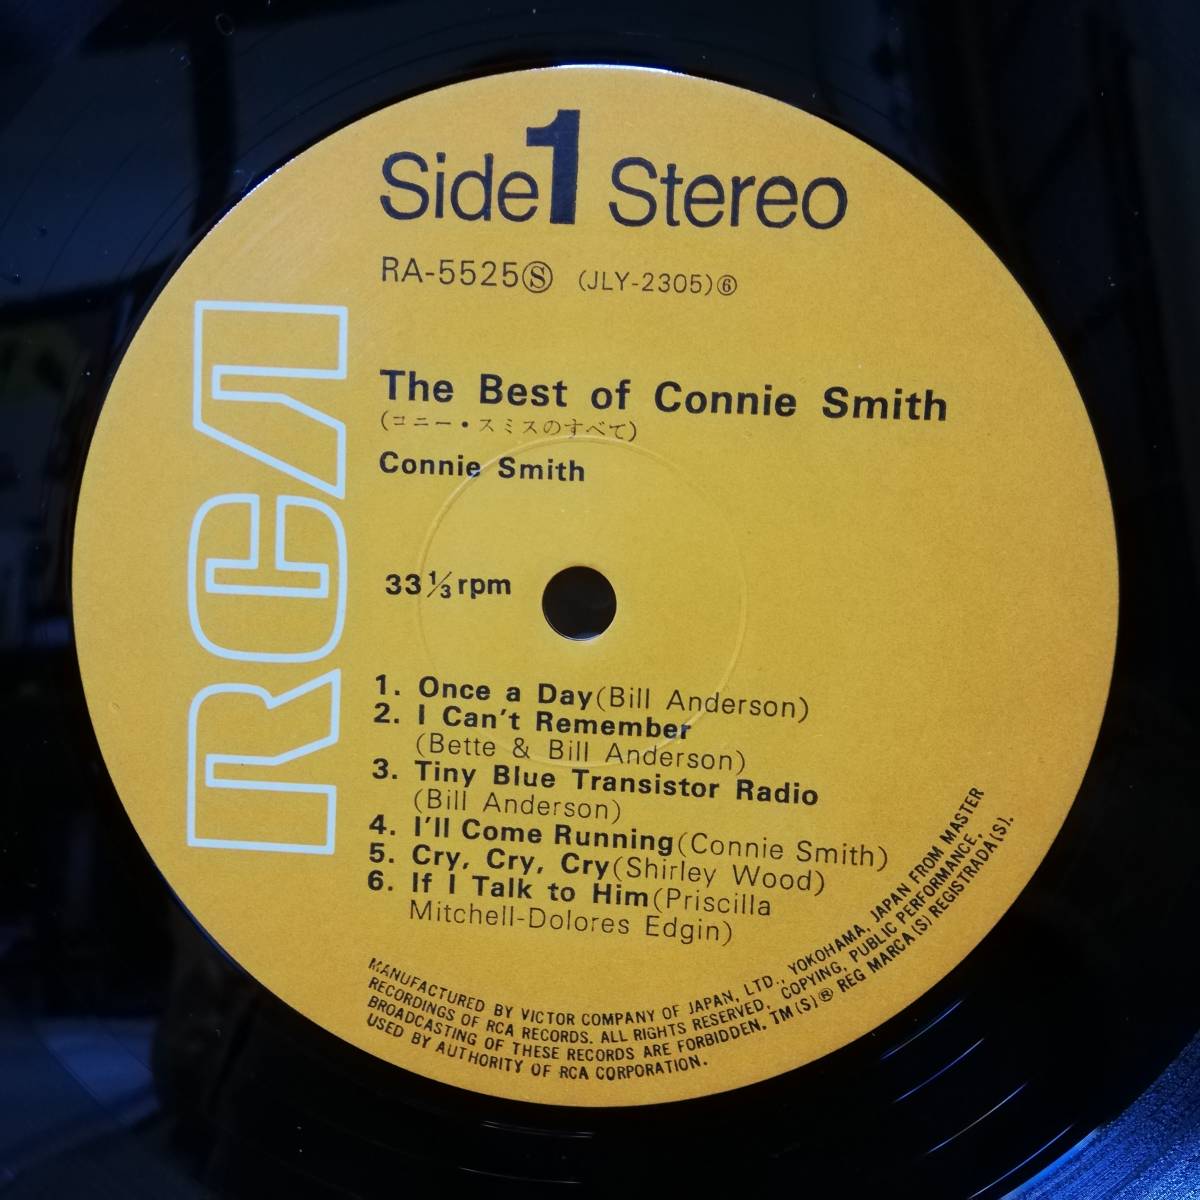 Side 1 Stereo
RA-5525Ⓢ (JLY-2305)⑥
The Best of Connie Smith
(コニー・スミスのすべて)
Connie Smith
33 1/3 rpm
1. Once a Day(Bill Anderson)
2. I Can't Remember
(Bette & Bill Anderson)
3. Tiny Blue Transistor Radio
(Bill Anderson)
4. I'll Come Running(Connie Smith)
5. Cry, Cry, Cry(Shirley Wood)
6. If I Talk to Him(Priscilla
Mitchell-Dolores Edgin)
RCA
MANUFACTURED BY VICTOR COMPANY OF JAPAN, LTD., YOKOHAMA, JAPAN FROM MASTER
RECORDINGS OF RCA RECORDS. ALL RIGHTS RESERVED, COPYING, PUBLIC PERFORMANCE,
BROADCASTING OF THESE RECORDS ARE FORBIDDEN. TM(S)® REG MARCA(S) REGISTRADA(S).
USED BY AUTHORITY OF RCA CORPORATION.